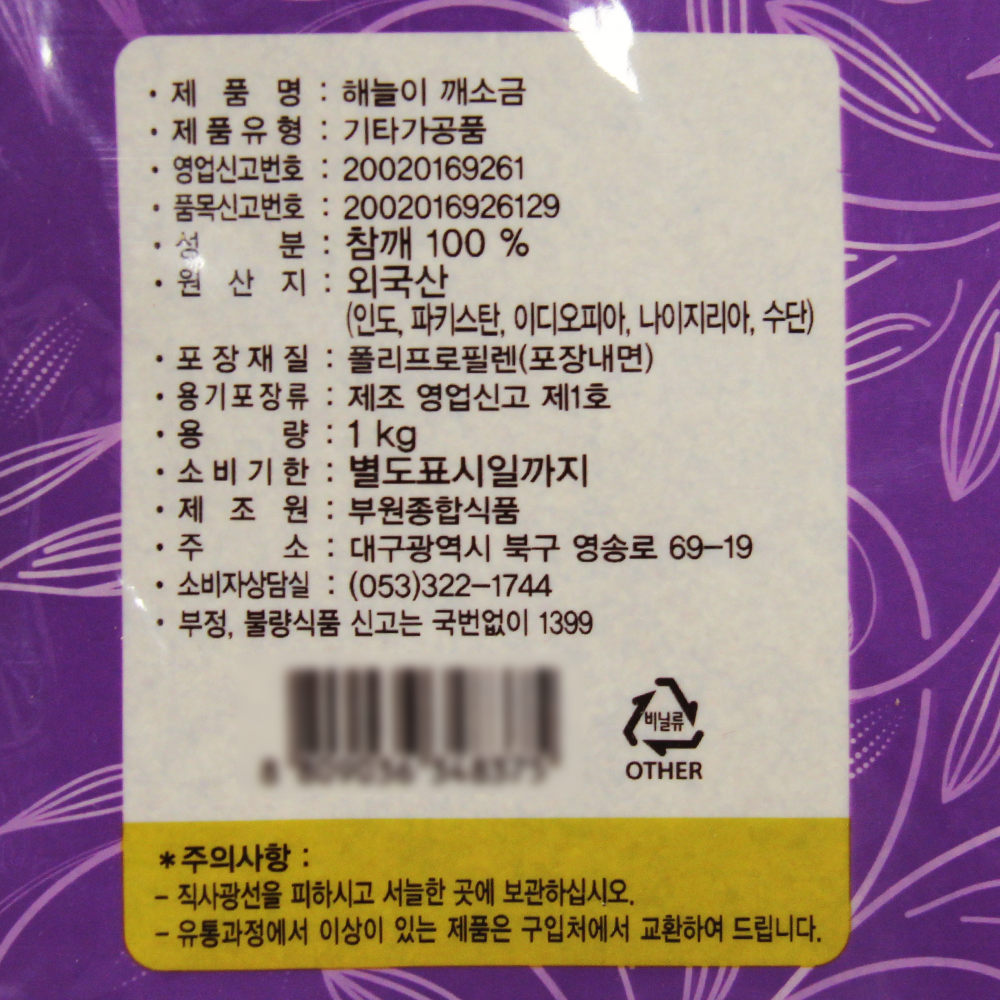 · 제 품 명 : 해늘이 깨소금
· 제품유형 : 기타가공품
· 영업신고번호 : 20020169261
· 품목신고번호 : 2002016926129
· 성 분 : 참깨 100 %
· 원 산 지 : 외국산
(인도, 파키스탄, 이디오피아, 나이지리아, 수단)
· 포장재질 : 폴리프로필렌(포장내면)
· 용기포장류 : 제조 영업신고 제1호
· 용 량 : 1 kg
· 소비기한 : 별도표시일까지
· 제 조 원 : 부원종합식품
· 주 소 : 대구광역시 북구 영송로 69-19
· 소비자상담실 : (053)322-1744
· 부정, 불량식품 신고는 국번없이 1399
비닐류
OTHER
*주의사항 :
- 직사광선을 피하시고 서늘한 곳에 보관하십시오.
- 유통과정에서 이상이 있는 제품은 구입처에서 교환하여 드립니다.